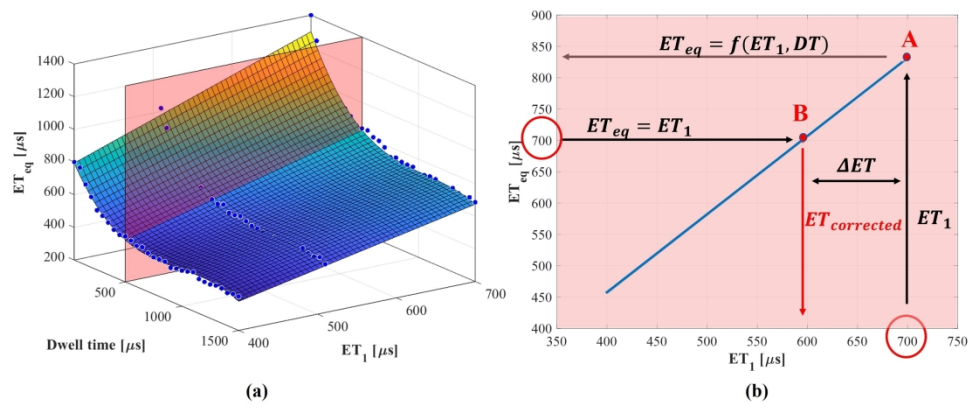 1400
1200
1000
800
600
400
200
ET_eq [μs]
500
1000
1500
Dwell time [μs]
400
500
600
700
ET_1 [μs]
(a)
900
850
800
750
700
650
600
550
500
450
400
ET_eq [μs]
350 400 450 500 550 600 650 700 750
ET_1 [μs]
ET_eq = f(ET_1, DT)
A
B
ET_eq = ET_1
ΔET
ET_corrected
ET_1
(b)